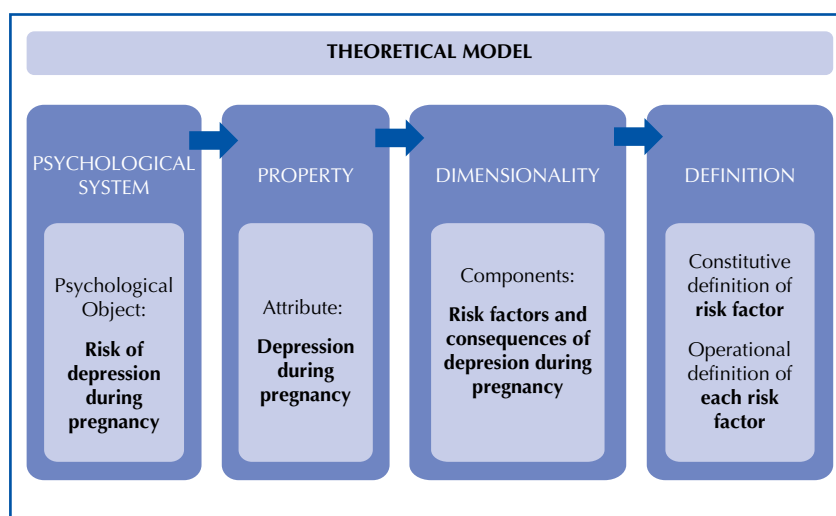 THEORETICAL MODEL
PSYCHOLOGICAL
SYSTEM
Psychological
Object:
Risk of
depression
during
pregnancy
PROPERTY
Attribute:
Depression
during
pregnancy
DIMENSIONALITY
Components:
Risk factors and
consequences of
depresion during
pregnancy
DEFINITION
Constitutive
definition of
risk factor
Operational
definition of
each risk
factor